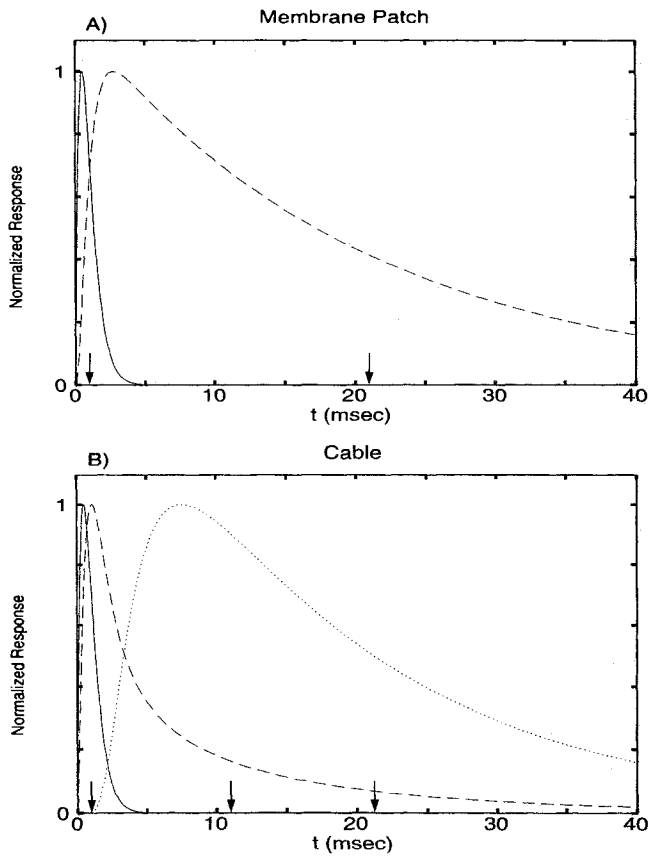 A) Membrane Patch
1
Normalized Response
0
0 10 20 30 40
t (msec)
B) Cable
1
Normalized Response
0
0 10 20 30 40
t (msec)